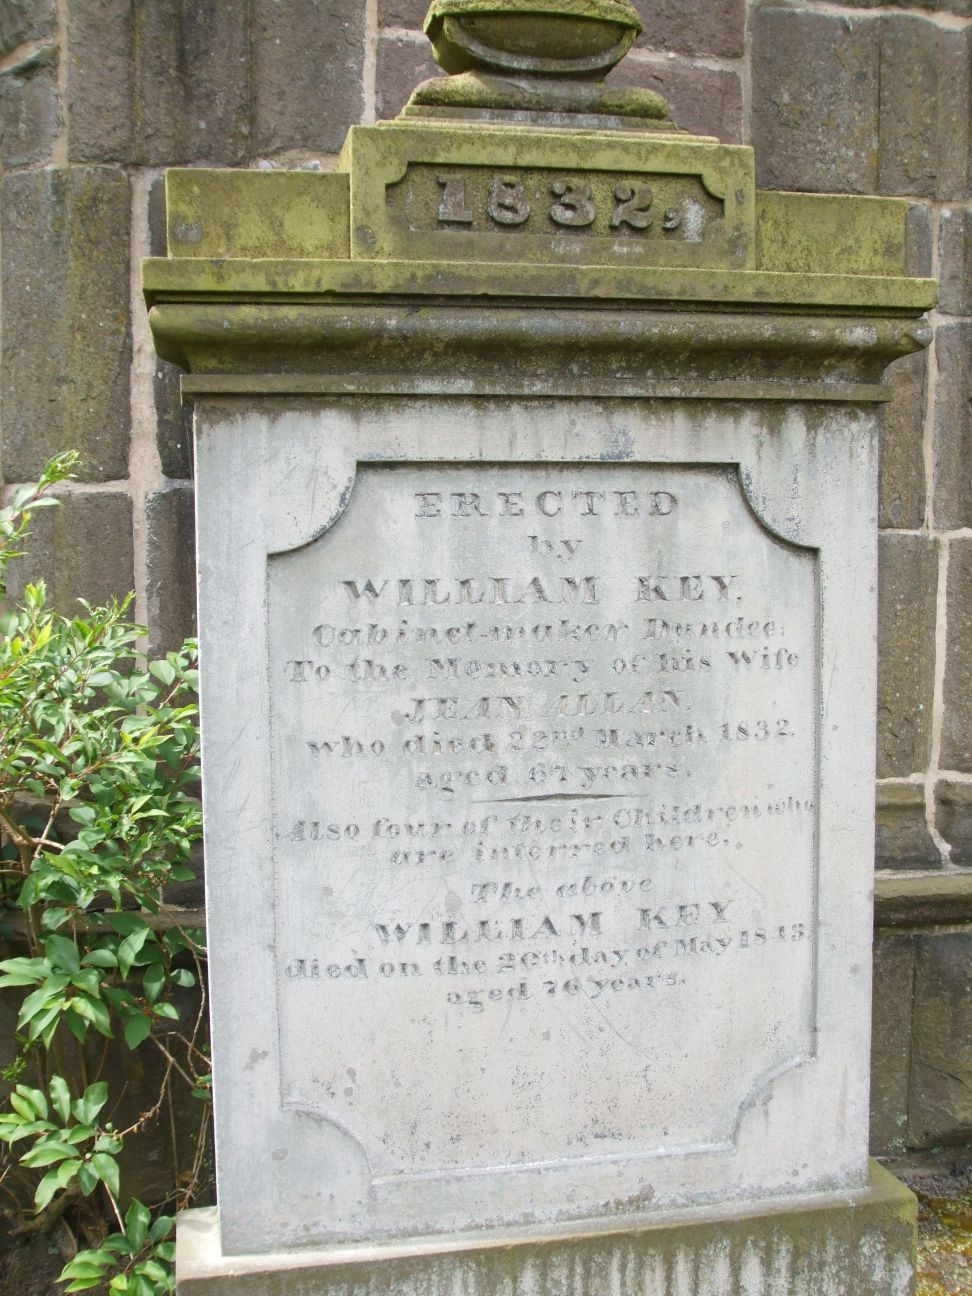 1832,
ERECTED
by
WILLIAM KEY.
Cabinet-maker Dundee.
To the Memory of his Wife
JEAN ALLAN.
who died 22nd March 1832.
aged 67 years.
Also four of their Children who
are interred here.
The above
WILLIAM KEY
died on the 20th day of May 1843.
aged 76 years.